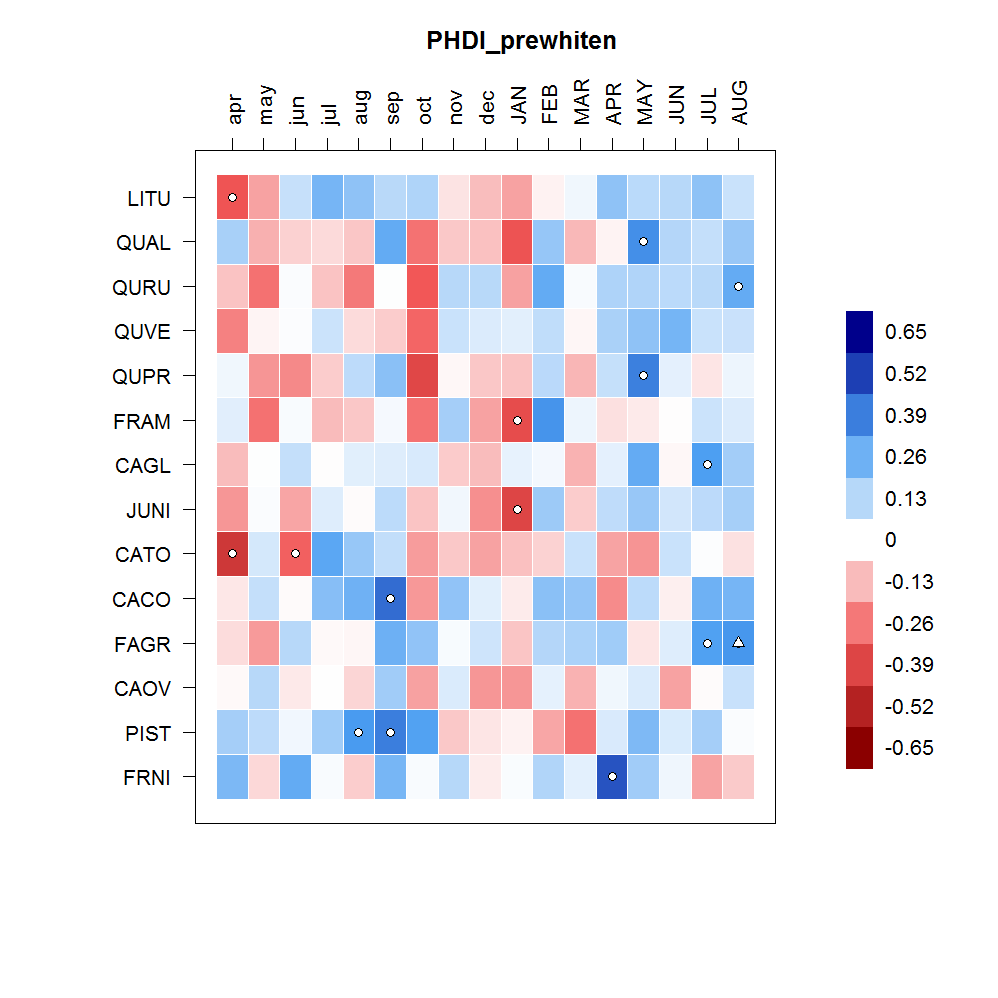 PHDI_prewhiten
apr may jun jul aug sep oct nov dec JAN FEB MAR APR MAY JUN JUL AUG
LITU
QUAL
QURU
QUVE
QUPR
FRAM
CAGL
JUNI
CATO
CACO
FAGR
CAOV
PIST
FRNI
0.65
0.52
0.39
0.26
0.13
0
-0.13
-0.26
-0.39
-0.52
-0.65